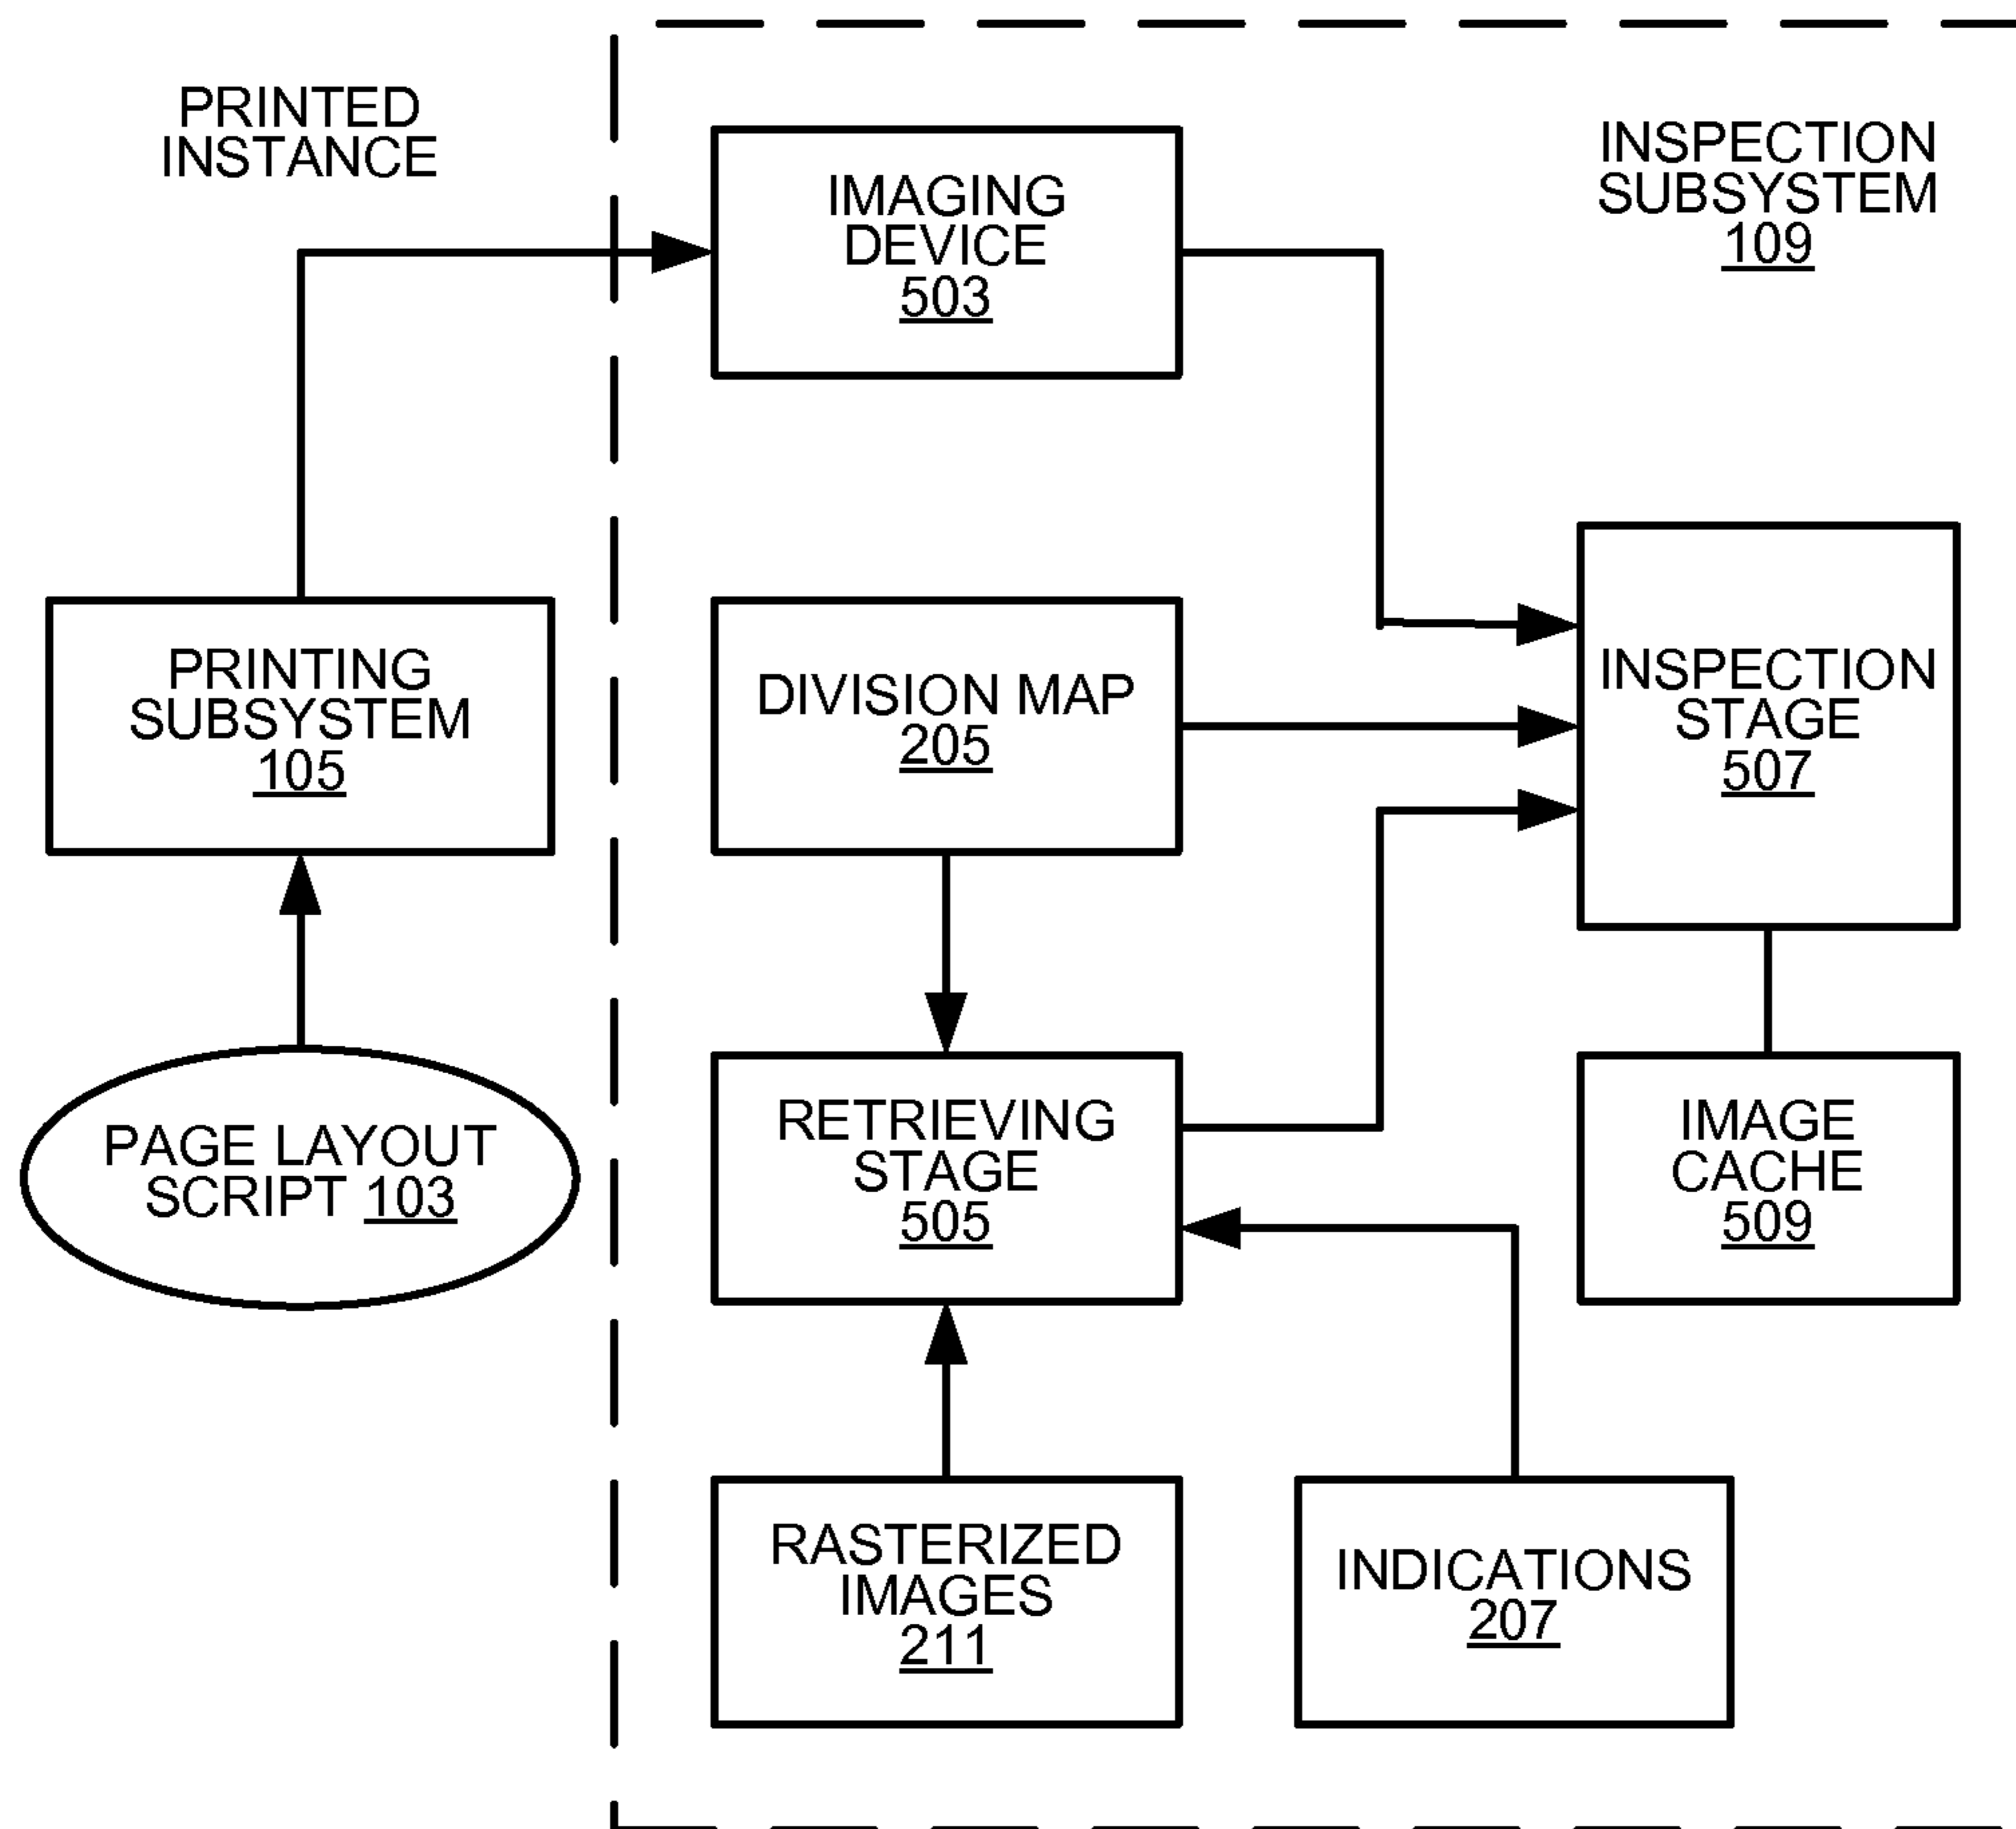 PRINTED
INSTANCE
IMAGING
DEVICE
503
INSPECTION
SUBSYSTEM
109
PRINTING
SUBSYSTEM
105
DIVISION MAP
205
INSPECTION
STAGE
507
PAGE LAYOUT
SCRIPT 103
RETRIEVING
STAGE
505
IMAGE
CACHE
509
RASTERIZED
IMAGES
211
INDICATIONS
207